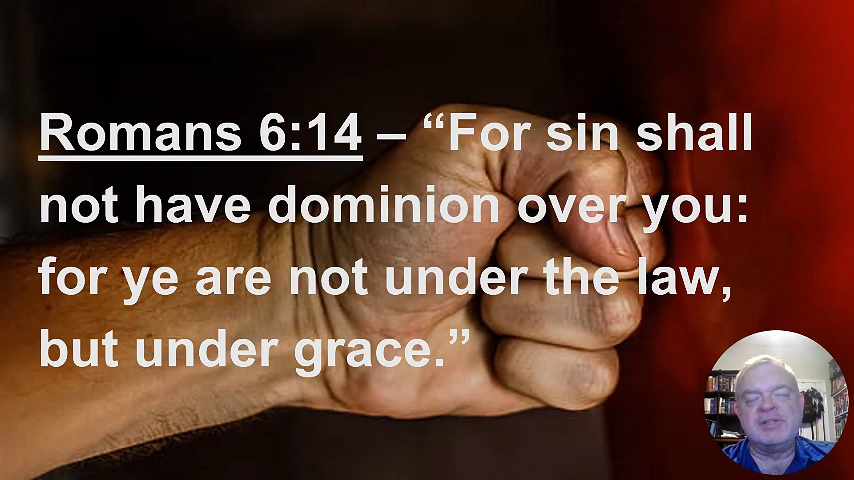 Romans 6:14 – “For sin shall
not have dominion over you:
for ye are not under the law,
but under grace.”